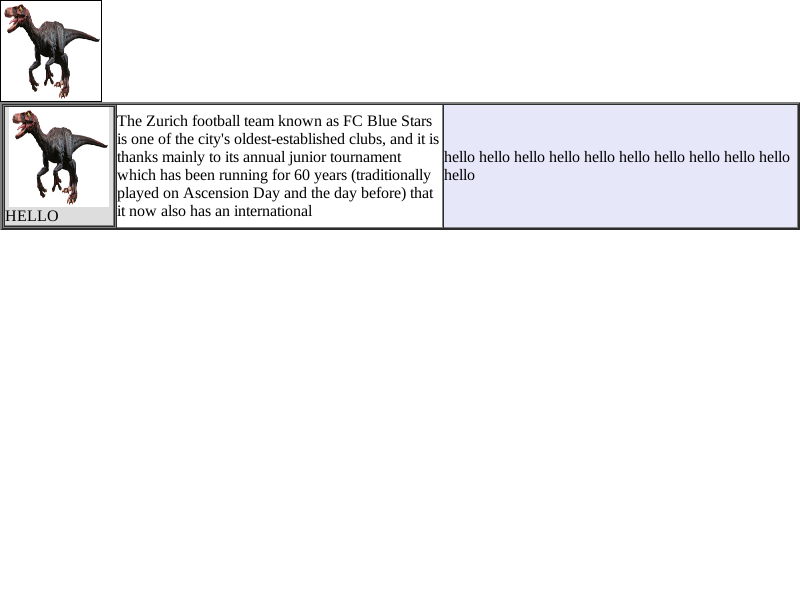 HELLO
The Zurich football team known as FC Blue Stars
is one of the city's oldest-established clubs, and it is
thanks mainly to its annual junior tournament
which has been running for 60 years (traditionally
played on Ascension Day and the day before) that
it now also has an international
hello hello hello hello hello hello hello hello hello hello
hello